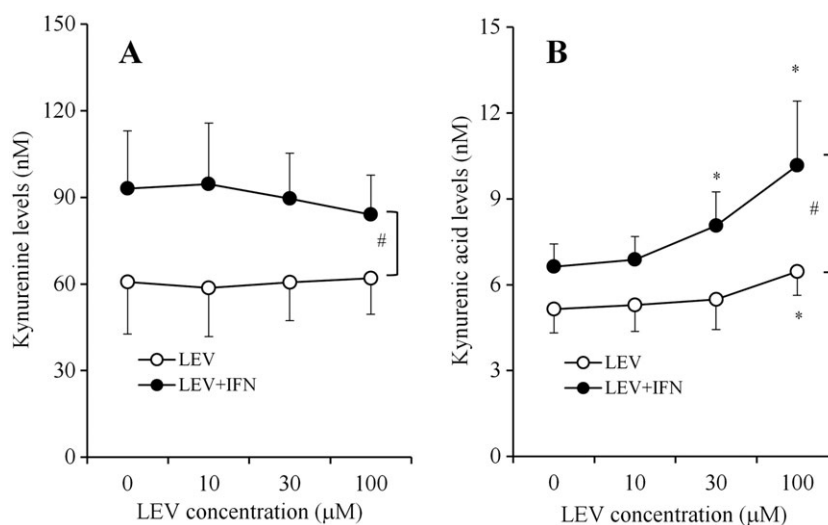 A
Kynurenine levels (nM)
150
120
90
60
30
0
#
LEV
LEV+IFN
0 10 30 100
LEV concentration (μM)
B
Kynurenic acid levels (nM)
15
12
9
6
3
0
*
*
#
*
LEV
LEV+IFN
0 10 30 100
LEV concentration (μM)